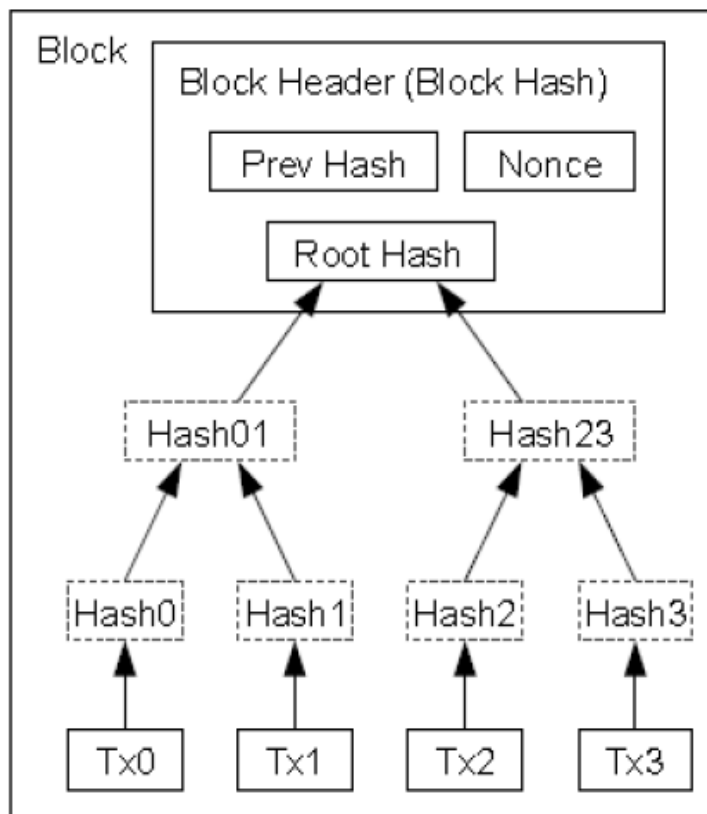 Block
Block Header (Block Hash)
Prev Hash
Nonce
Root Hash
Hash01
Hash23
Hash0
Hash1
Hash2
Hash3
Tx0
Tx1
Tx2
Tx3